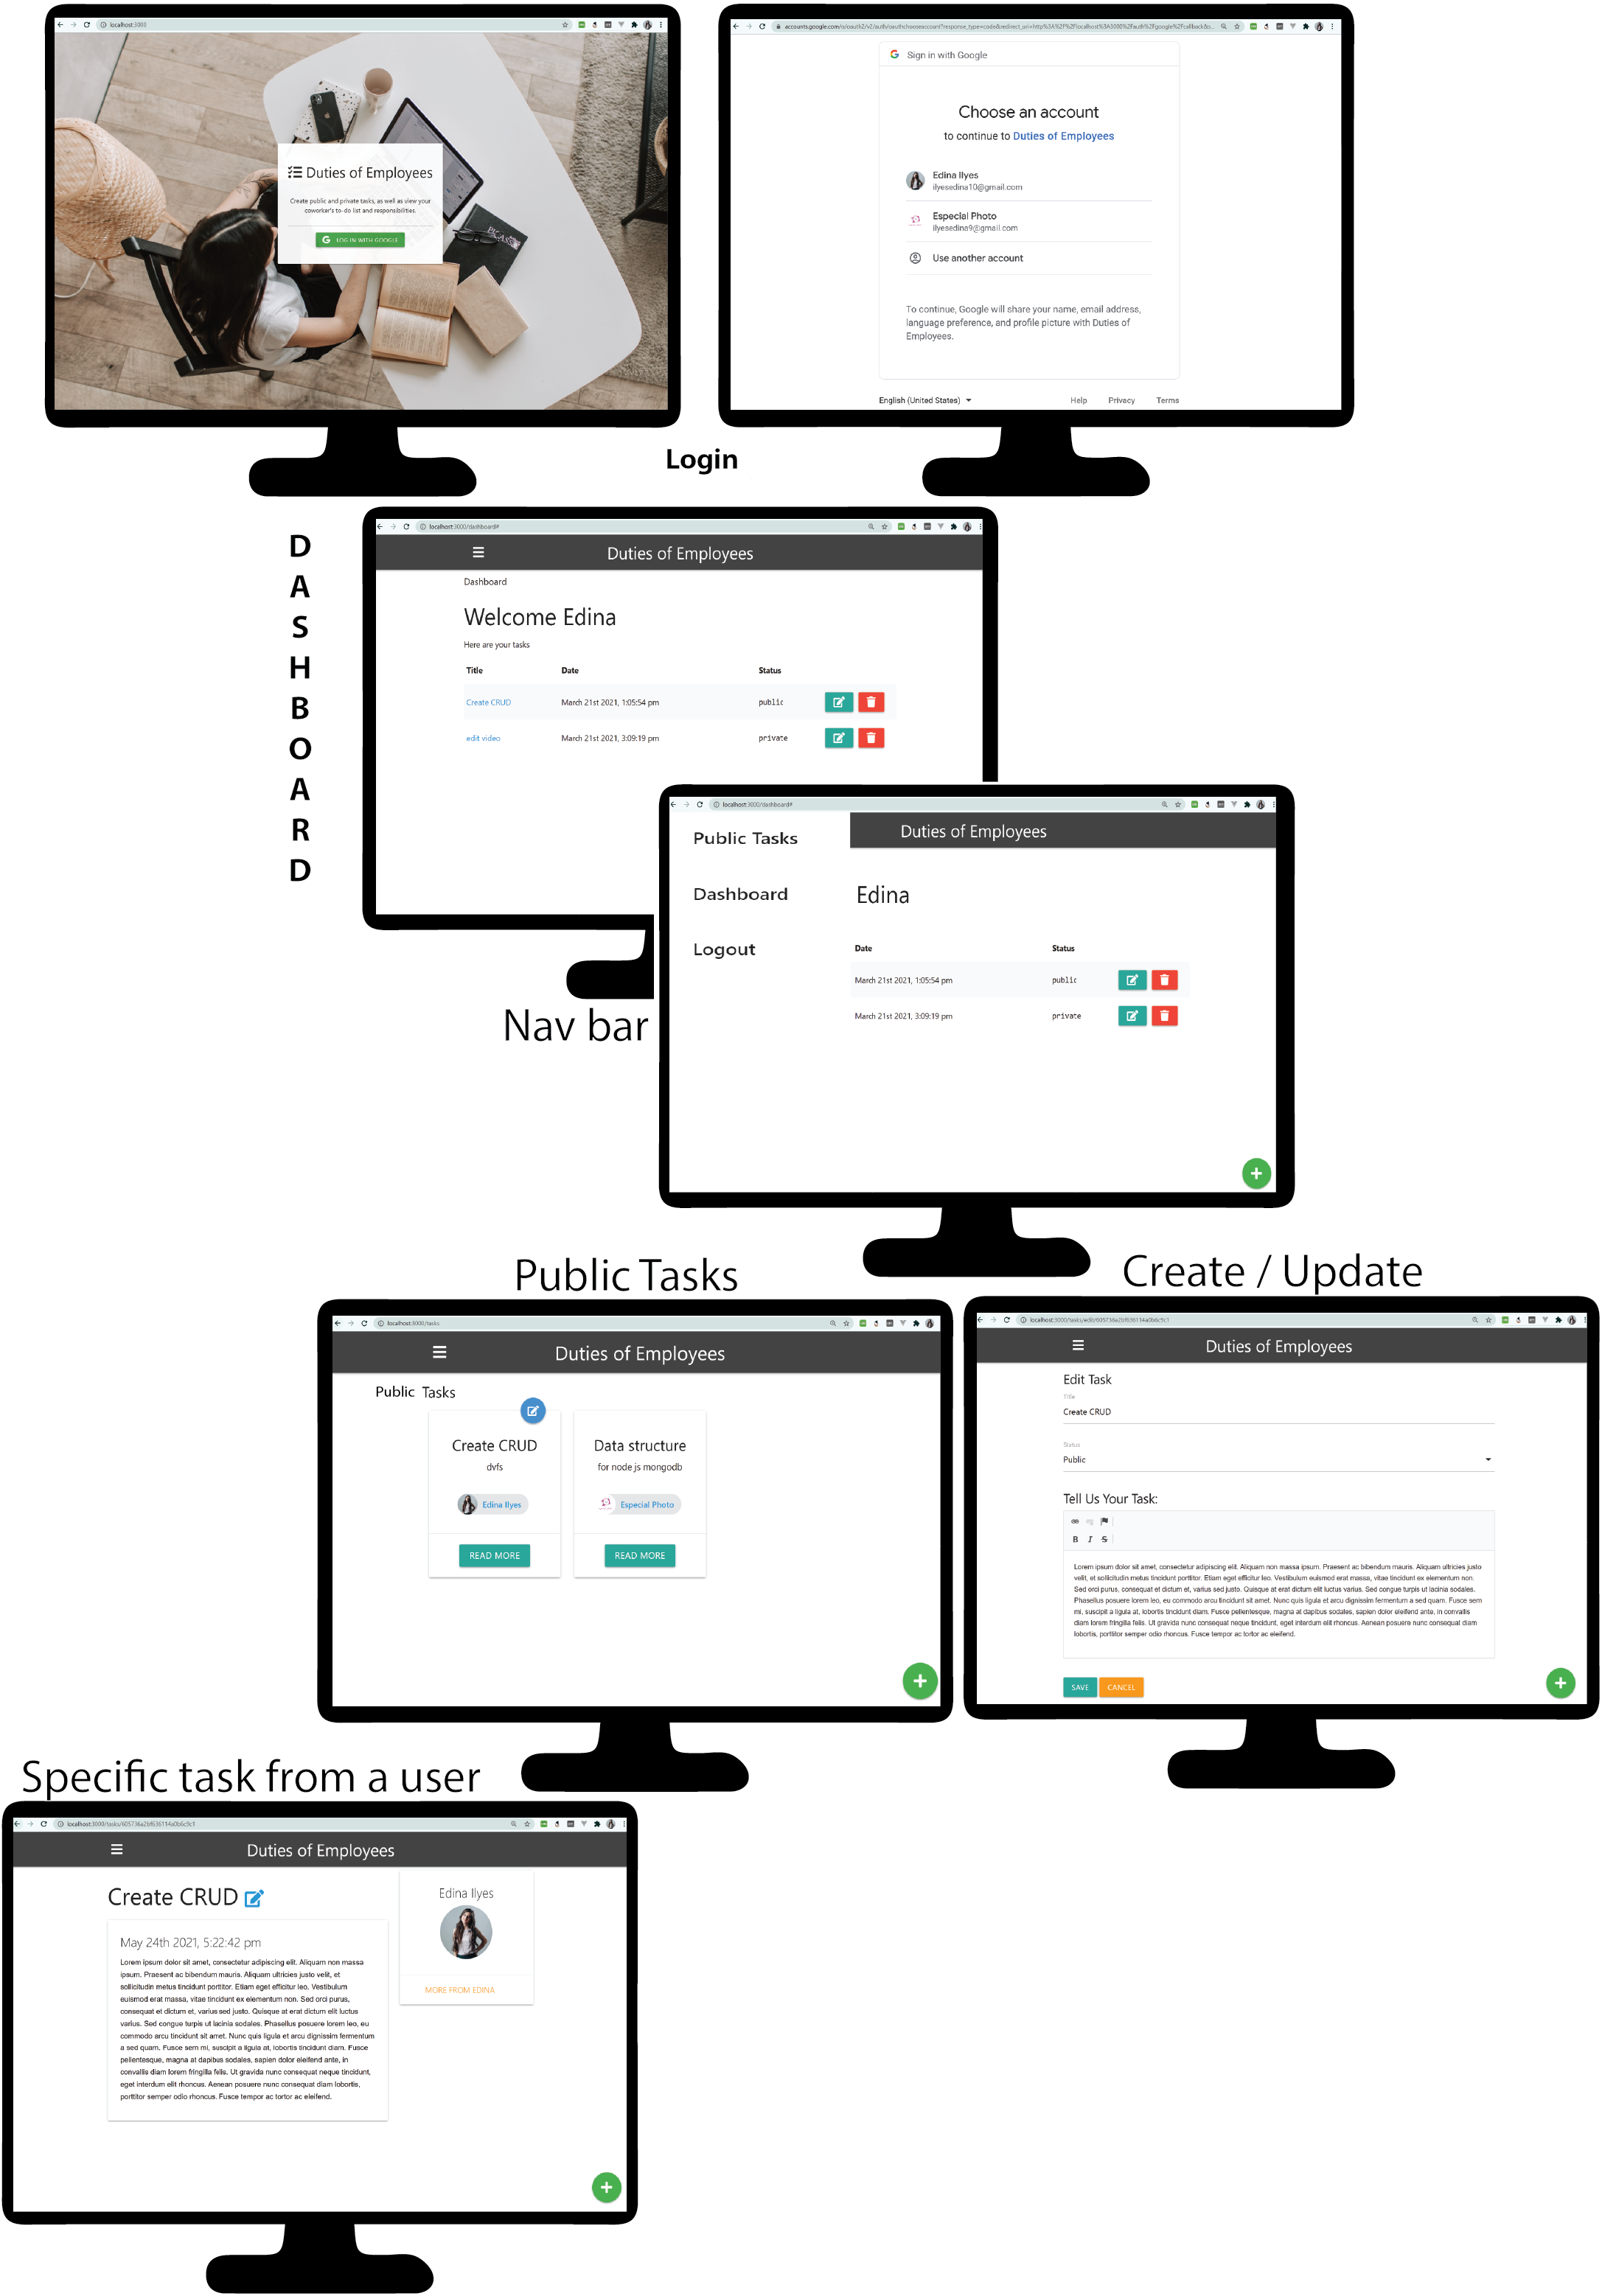 localhost:3000
Duties of Employees
Create public and private tasks, as well as view your
coworker's to-do list and responsibilities.
LOG IN WITH GOOGLE
Sign in with Google
Choose an account
to continue to Duties of Employees
Edina Ilyes
ilyesedina10@gmail.com
Especial Photo
ilyesedina9@gmail.com
Use another account
To continue, Google will share your name, email address,
language preference, and profile picture with Duties of
Employees.
English (United States)
Help Privacy Terms
Login
DASHBOARD
localhost:3000/dashboard#
Duties of Employees
Dashboard
Welcome Edina
Here are your tasks
Title Date Status
Create CRUD March 21st 2021, 1:05:54 pm public
edit video March 21st 2021, 3:09:19 pm private
Nav bar
localhost:3000/dashboard#
Public Tasks
Dashboard
Logout
Duties of Employees
Edina
Date Status
March 21st 2021, 1:05:54 pm public
March 21st 2021, 3:09:19 pm private
Public Tasks
localhost:3000/tasks
Duties of Employees
Public Tasks
Create CRUD
dvfs
Edina Ilyes
READ MORE
Data structure
for node js mongodb
Especial Photo
READ MORE
Create / Update
Duties of Employees
Edit Task
Title
Create CRUD
Status
Public
Tell Us Your Task:
B I S
Lorem ipsum dolor sit amet, consectetur adipiscing elit. Aliquam non massa ipsum. Praesent ac bibendum mauris. Aliquam ultricies justo
velit, et sollicitudin metus tincidunt porttitor. Etiam eget efficitur leo. Vestibulum euismod erat massa, vitae tincidunt ex elementum non.
Sed orci purus, consequat et dictum et, varius sed justo. Quisque at erat dictum elit luctus varius. Sed congue turpis ut lacinia sodales.
Phasellus posuere lorem leo, eu commodo arcu tincidunt sit amet. Nunc quis ligula et arcu dignissim fermentum a sed quam. Fusce sem
mi, suscipit a ligula at, lobortis tincidunt diam. Fusce pellentesque, magna at dapibus sodales, sapien dolor eleifend ante, in convallis
diam lorem fringilla felis. Ut gravida nunc consequat neque tincidunt, eget interdum elit rhoncus. Aenean posuere nunc consequat diam
lobortis, porttitor semper odio rhoncus. Fusce tempor ac tortor ac eleifend.
SAVE CANCEL
Specific task from a user
Duties of Employees
Create CRUD
May 24th 2021, 5:22:42 pm
Lorem ipsum dolor sit amet, consectetur adipiscing elit. Aliquam non massa
ipsum. Praesent ac bibendum mauris. Aliquam ultricies justo velit, et
sollicitudin metus tincidunt porttitor. Etiam eget efficitur leo. Vestibulum
euismod erat massa, vitae tincidunt ex elementum non. Sed orci purus,
consequat et dictum et, varius sed justo. Quisque at erat dictum elit luctus
varius. Sed congue turpis ut lacinia sodales. Phasellus posuere lorem leo, eu
commodo arcu tincidunt sit amet. Nunc quis ligula et arcu dignissim fermentum
a sed quam. Fusce sem mi, suscipit a ligula at, lobortis tincidunt diam. Fusce
pellentesque, magna at dapibus sodales, sapien dolor eleifend ante, in
convallis diam lorem fringilla felis. Ut gravida nunc consequat neque tincidunt,
eget interdum elit rhoncus. Aenean posuere nunc consequat diam lobortis,
porttitor semper odio rhoncus. Fusce tempor ac tortor ac eleifend.
Edina Ilyes
MORE FROM EDINA